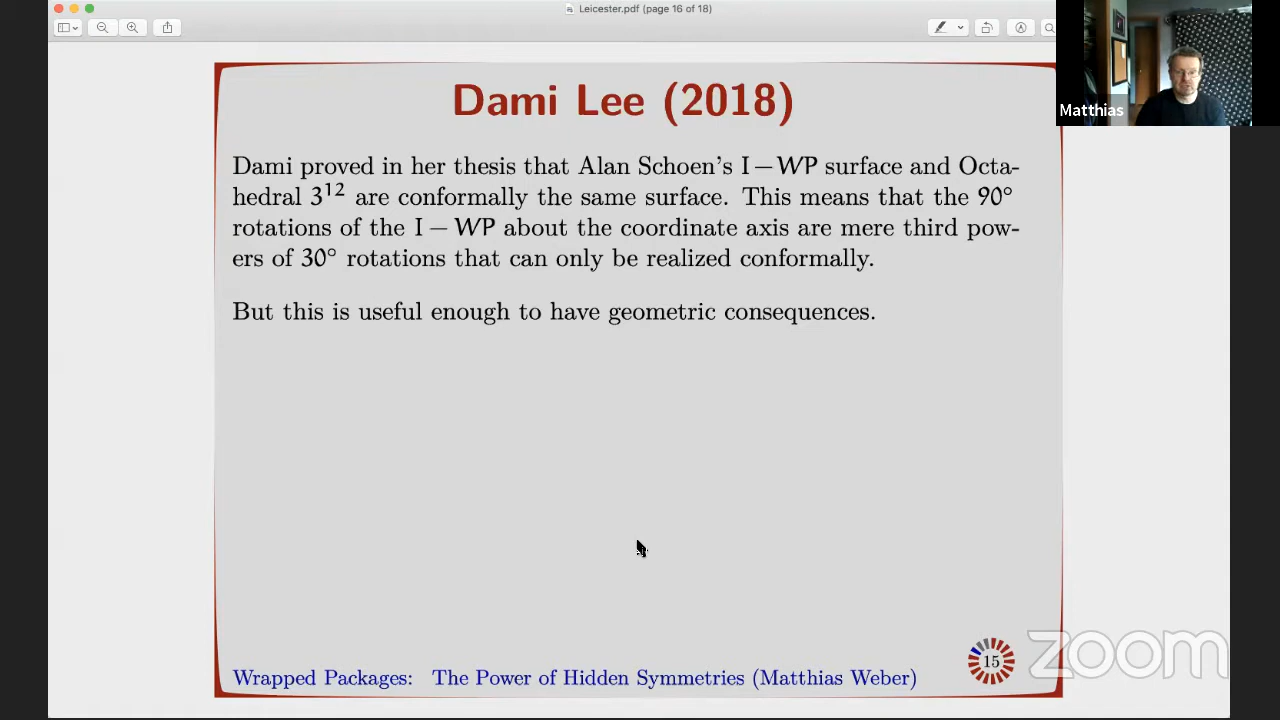 Leicester.pdf (page 16 of 18)
Matthias
Dami Lee (2018)
Dami proved in her thesis that Alan Schoen's I−WP surface and Octa-
hedral 3¹² are conformally the same surface. This means that the 90°
rotations of the I−WP about the coordinate axis are mere third pow-
ers of 30° rotations that can only be realized conformally.
But this is useful enough to have geometric consequences.
Wrapped Packages: The Power of Hidden Symmetries (Matthias Weber)
15
zoom